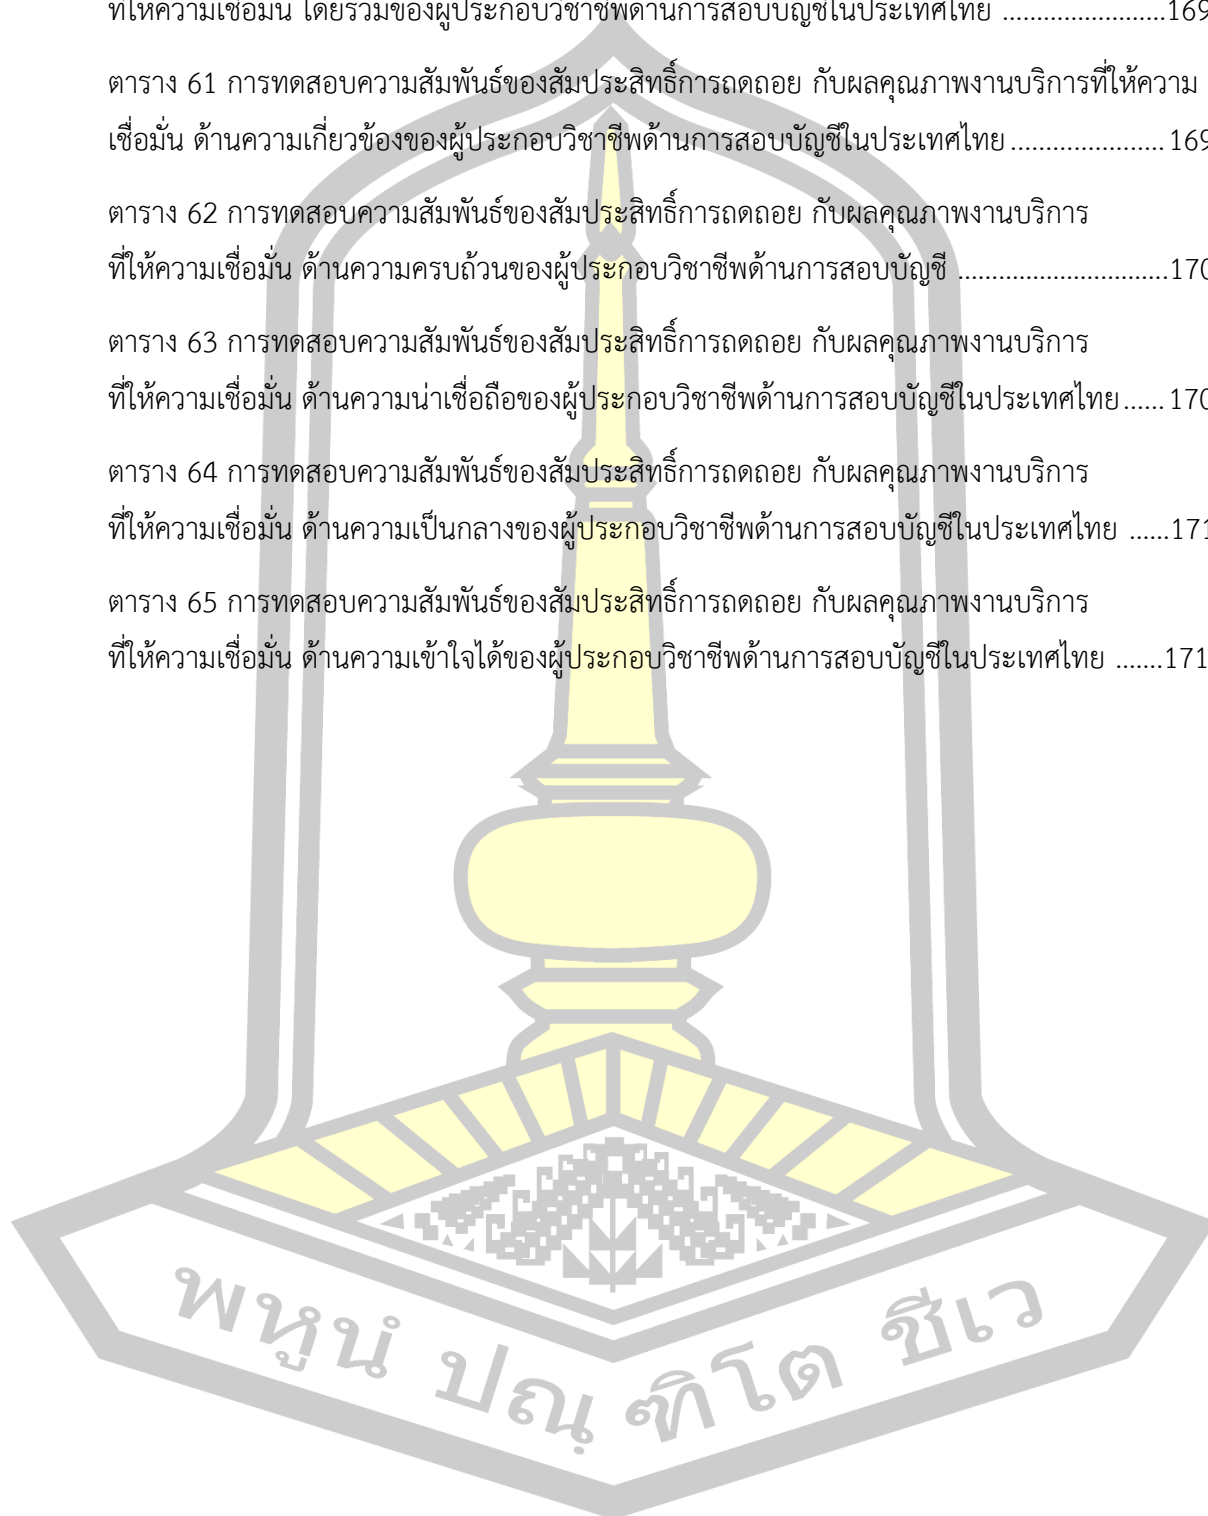 ที่ให้ความเชื่อมั่น โดยรวมของผู้ประกอบวิชาชีพด้านการสอบบัญชีในประเทศไทย ........................169
ตาราง 61 การทดสอบความสัมพันธ์ของสัมประสิทธิ์การถดถอย กับผลคุณภาพงานบริการที่ให้ความ
เชื่อมั่น ด้านความเกี่ยวข้องของผู้ประกอบวิชาชีพด้านการสอบบัญชีในประเทศไทย ...................... 169
ตาราง 62 การทดสอบความสัมพันธ์ของสัมประสิทธิ์การถดถอย กับผลคุณภาพงานบริการ
ที่ให้ความเชื่อมั่น ด้านความครบถ้วนของผู้ประกอบวิชาชีพด้านการสอบบัญชี ...............................170
ตาราง 63 การทดสอบความสัมพันธ์ของสัมประสิทธิ์การถดถอย กับผลคุณภาพงานบริการ
ที่ให้ความเชื่อมั่น ด้านความน่าเชื่อถือของผู้ประกอบวิชาชีพด้านการสอบบัญชีในประเทศไทย ...... 170
ตาราง 64 การทดสอบความสัมพันธ์ของสัมประสิทธิ์การถดถอย กับผลคุณภาพงานบริการ
ที่ให้ความเชื่อมั่น ด้านความเป็นกลางของผู้ประกอบวิชาชีพด้านการสอบบัญชีในประเทศไทย ......171
ตาราง 65 การทดสอบความสัมพันธ์ของสัมประสิทธิ์การถดถอย กับผลคุณภาพงานบริการ
ที่ให้ความเชื่อมั่น ด้านความเข้าใจได้ของผู้ประกอบวิชาชีพด้านการสอบบัญชีในประเทศไทย .......171
พหูนํ ปณฺ ฑิโต ชีเว